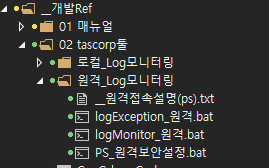 __개발Ref
01 매뉴얼
02 tascorp툴
로컬_Log모니터링
원격_Log모니터링
__원격접속설명(ps).txt
logException_원격.bat
logMonitor_원격.bat
PS_원격보안설정.bat